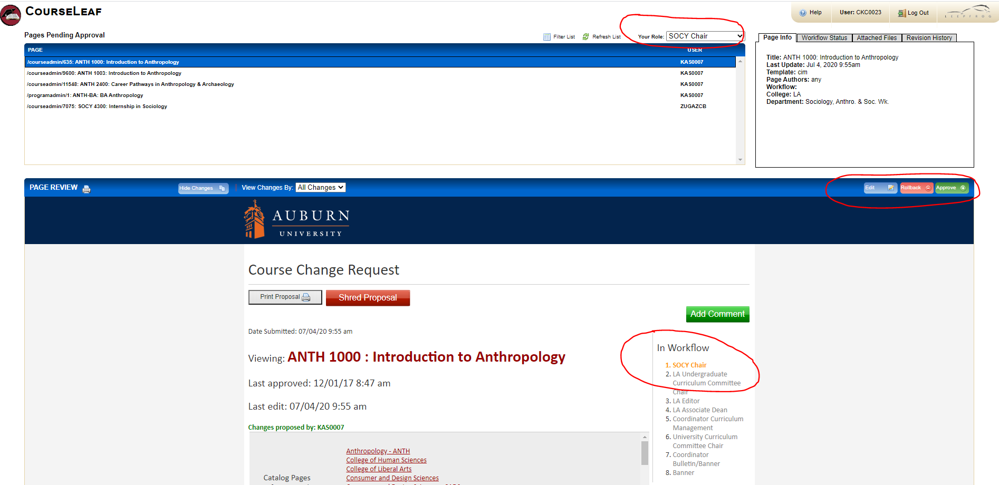 COURSELEAF
Help
User: CKC0023
Log Out
LEEPFROG
Pages Pending Approval
Filter List
Refresh List
Your Role: SOCY Chair
PAGE USER
/courseadmin/635: ANTH 1000: Introduction to Anthropology KAS0007
/courseadmin/9600: ANTH 1003: Introduction to Anthropology KAS0007
/courseadmin/11548: ANTH 2400: Career Pathways in Anthropology & Archaeology KAS0007
/programadmin/1: ANTH-BA: BA Anthropology KAS0007
/courseadmin/7075: SOCY 4300: Internship in Sociology ZUGAZCB
Page Info Workflow Status Attached Files Revision History
Title: ANTH 1000: Introduction to Anthropology
Last Update: Jul 4, 2020 9:55am
Template: cim
Page Authors: any
Workflow:
College: LA
Department: Sociology, Anthro. & Soc. Wk.
PAGE REVIEW
Hide Changes
View Changes By: All Changes
Edit
Rollback
Approve
AUBURN
UNIVERSITY
Course Change Request
Print Proposal
Shred Proposal
Add Comment
Date Submitted: 07/04/20 9:55 am
Viewing: ANTH 1000 : Introduction to Anthropology
Last approved: 12/01/17 8:47 am
Last edit: 07/04/20 9:55 am
Changes proposed by: KAS0007
Catalog Pages
Anthropology - ANTH
College of Human Sciences
College of Liberal Arts
Consumer and Design Sciences
In Workflow
1. SOCY Chair
2. LA Undergraduate
Curriculum Committee
Chair
3. LA Editor
4. LA Associate Dean
5. Coordinator Curriculum
Management
6. University Curriculum
Committee Chair
7. Coordinator
Bulletin/Banner
8. Banner